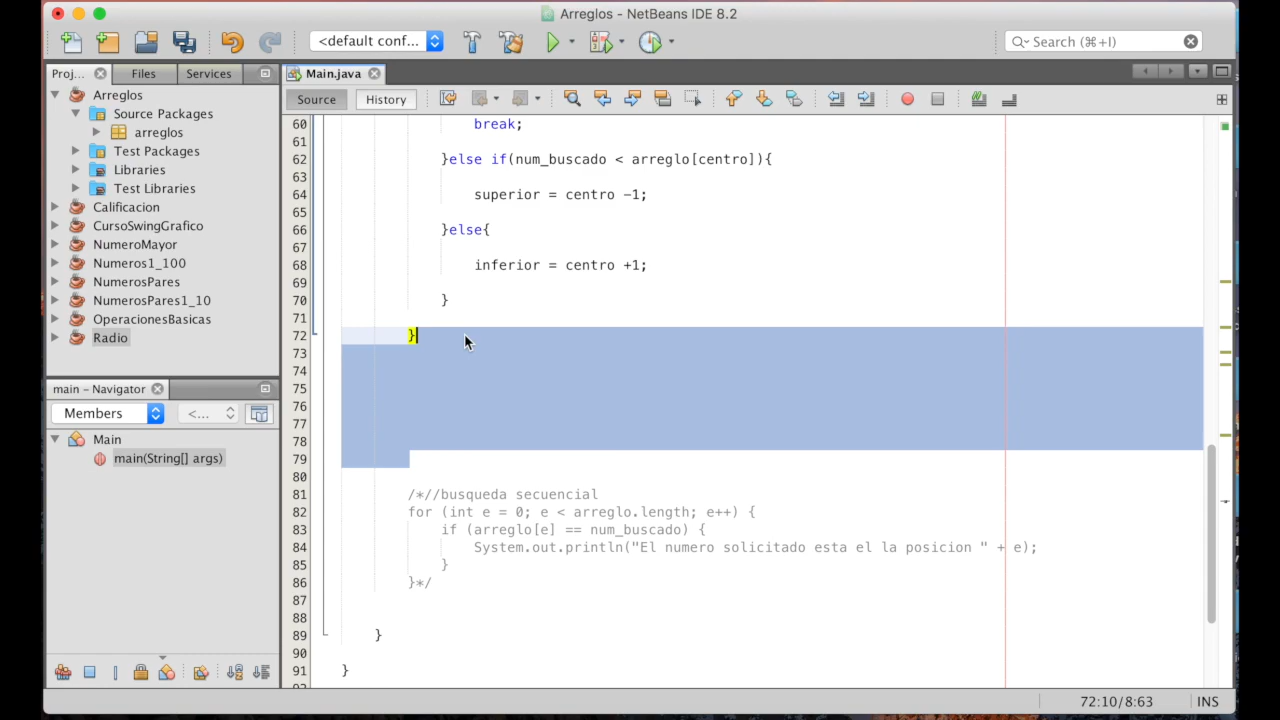 Arreglos - NetBeans IDE 8.2
<default conf...
Search (⌘+I)
Proj...
Files
Services
Main.java
Source
History
Arreglos
Source Packages
arreglos
Test Packages
Libraries
Test Libraries
Calificacion
CursoSwingGrafico
NumeroMayor
Numeros1_100
NumerosPares
NumerosPares1_10
OperacionesBasicas
Radio
main – Navigator
Members
<...
Main
main(String[] args)
60 break;
61
62 }else if(num_buscado < arreglo[centro]){
63
64 superior = centro -1;
65
66 }else{
67
68 inferior = centro +1;
69
70 }
71
72 }
73
74
75
76
77
78
79
80
81 /*//busqueda secuencial
82 for (int e = 0; e < arreglo.length; e++) {
83 if (arreglo[e] == num_buscado) {
84 System.out.println("El numero solicitado esta el la posicion " + e);
85 }
86 }*/
87
88
89 }
90
91 }
72:10/8:63
INS